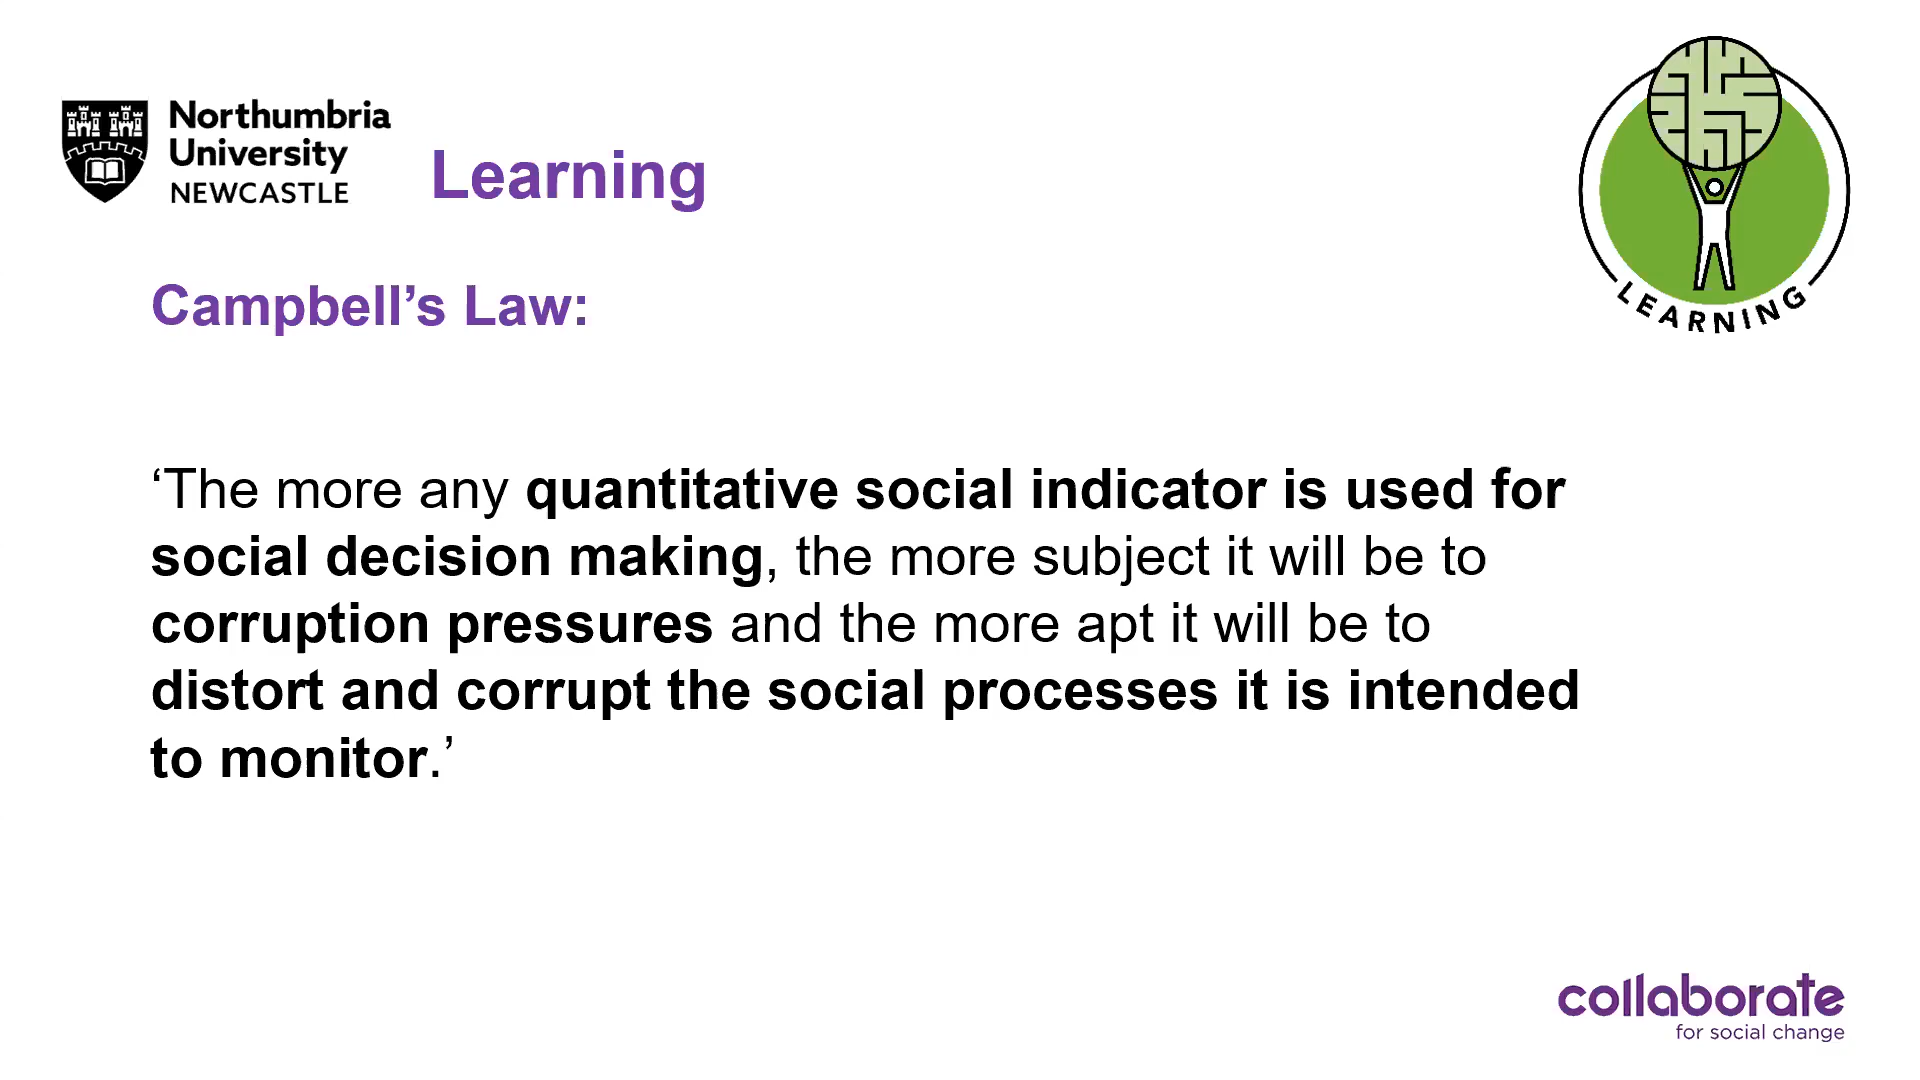 Northumbria
University
NEWCASTLE
Learning
LEARNING
Campbell’s Law:
‘The more any quantitative social indicator is used for
social decision making, the more subject it will be to
corruption pressures and the more apt it will be to
distort and corrupt the social processes it is intended
to monitor.’
collaborate
for social change